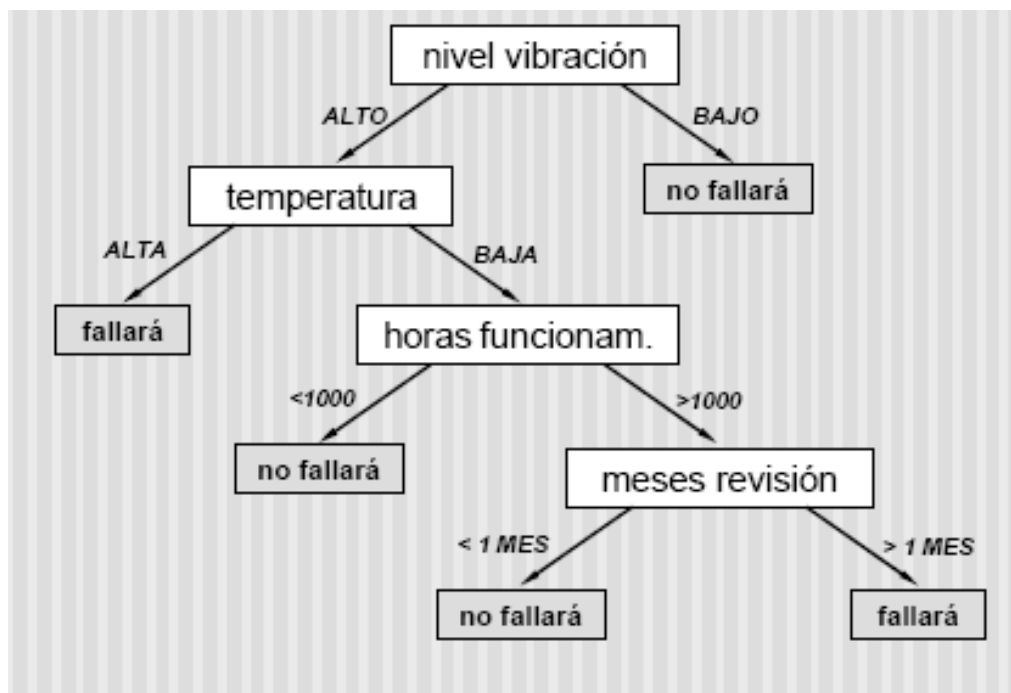 nivel vibración
ALTO
BAJO
temperatura
no fallará
ALTA
BAJA
fallará
horas funcionam.
<1000
>1000
no fallará
meses revisión
< 1 MES
> 1 MES
no fallará
fallará